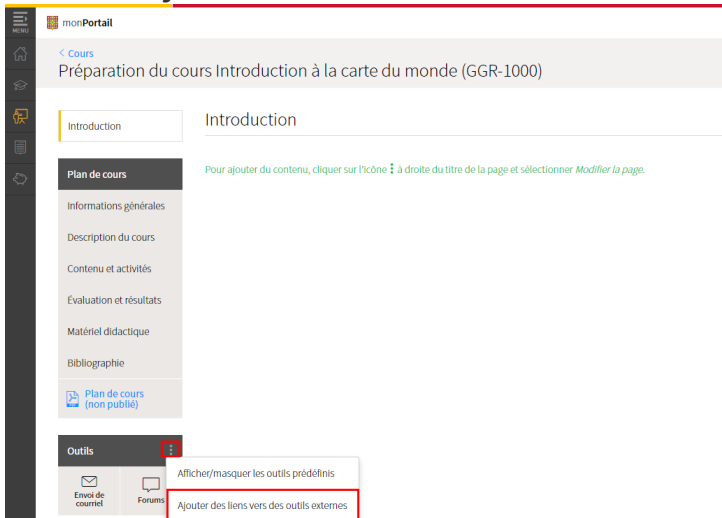 MENU
monPortail
< Cours
Préparation du cours Introduction à la carte du monde (GGR-1000)
Introduction
Introduction
Pour ajouter du contenu, cliquer sur l'icône ⋮ à droite du titre de la page et sélectionner Modifier la page.
Plan de cours
Informations générales
Description du cours
Contenu et activités
Évaluation et résultats
Matériel didactique
Bibliographie
Plan de cours
(non publié)
Outils
Afficher/masquer les outils prédéfinis
Envoi de
courriel
Forums
Ajouter des liens vers des outils externes